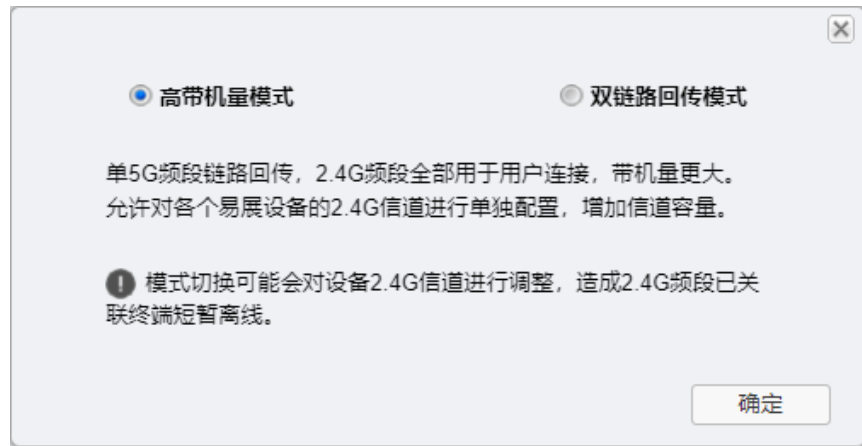 高带机量模式 双链路回传模式
单5G频段链路回传，2.4G频段全部用于用户连接，带机量更大。
允许对各个易展设备的2.4G信道进行单独配置，增加信道容量。
模式切换可能会对设备2.4G信道进行调整，造成2.4G频段已关
联终端短暂离线。
确定